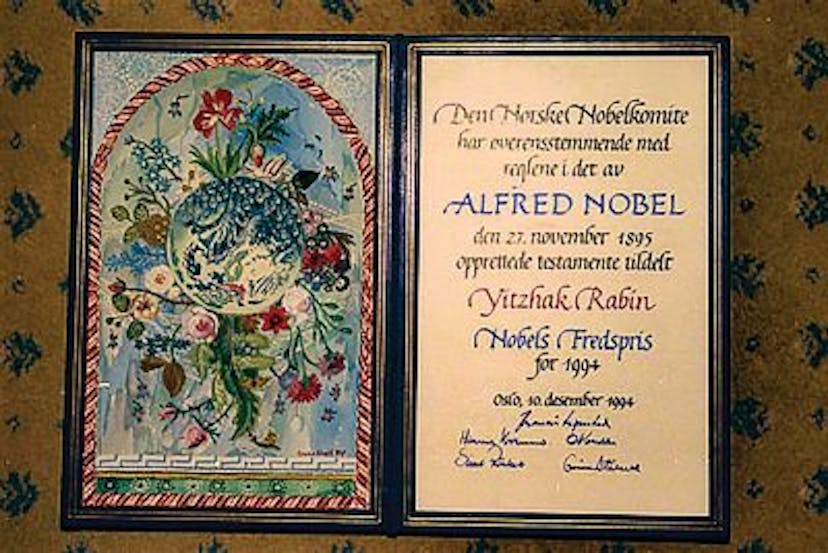 Den Norske Nobelkomite
har overensstemmende med
reglene i det av
ALFRED NOBEL
den 27. november 1895
opprettede testamente tildelt
Yitzhak Rabin
Nobels Fredspris
for 1994
Oslo, 10. desember 1994